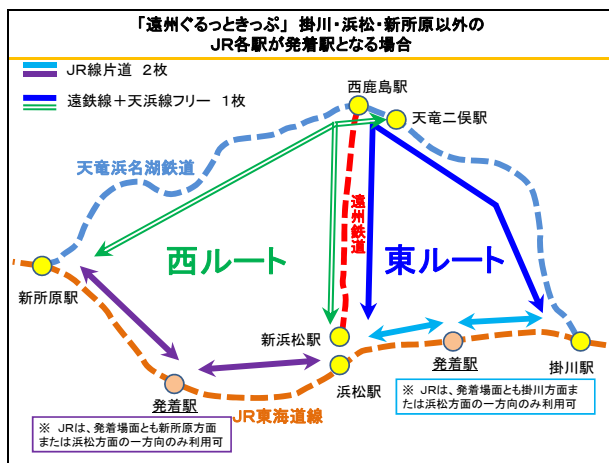 「遠州ぐるっときっぷ」 掛川・浜松・新所原以外の
JR各駅が発着駅となる場合
JR線片道 2枚
遠鉄線＋天浜線フリー 1枚
西鹿島駅
天竜二俣駅
天竜浜名湖鉄道
遠州鉄道
西ルート
東ルート
新所原駅
新浜松駅
発着駅
掛川駅
浜松駅
発着駅
JR東海道線
※ JRは、発着場面とも新所原方面
または浜松方面の一方向のみ利用可
※ JRは、発着場面とも掛川方面ま
たは浜松方面の一方向のみ利用可